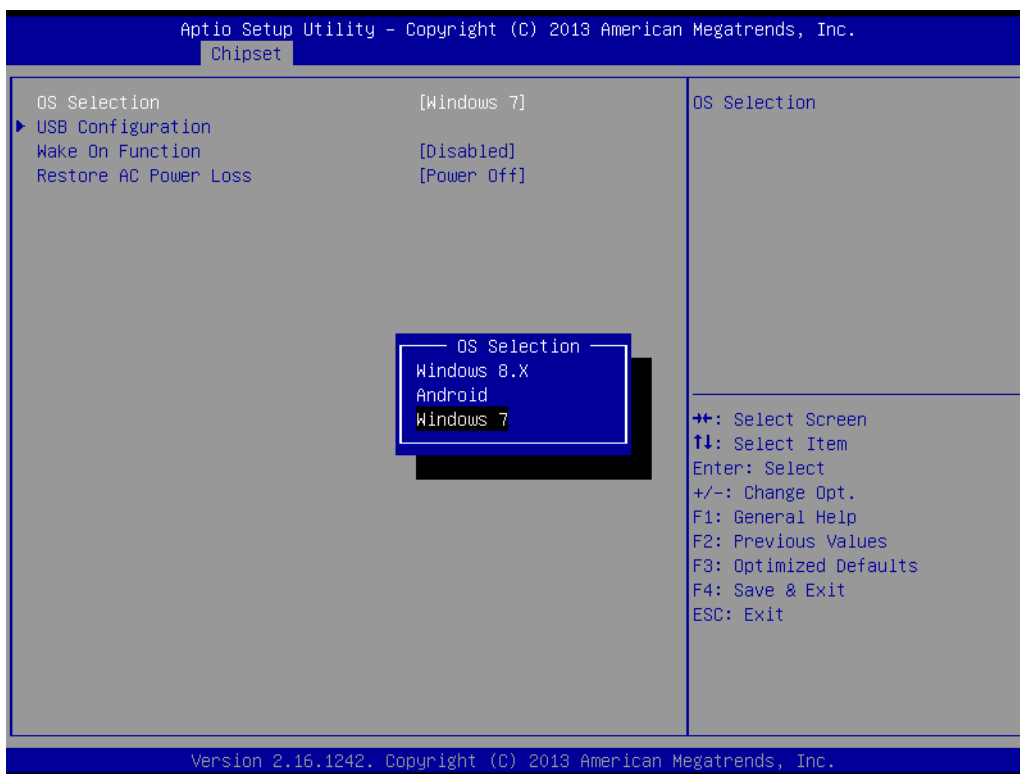 Aptio Setup Utility – Copyright (C) 2013 American Megatrends, Inc.
Chipset
OS Selection [Windows 7]
USB Configuration
Wake On Function [Disabled]
Restore AC Power Loss [Power Off]
OS Selection
OS Selection
Windows 8.X
Android
Windows 7
→←: Select Screen
↑↓: Select Item
Enter: Select
+/-: Change Opt.
F1: General Help
F2: Previous Values
F3: Optimized Defaults
F4: Save & Exit
ESC: Exit
Version 2.16.1242. Copyright (C) 2013 American Megatrends, Inc.